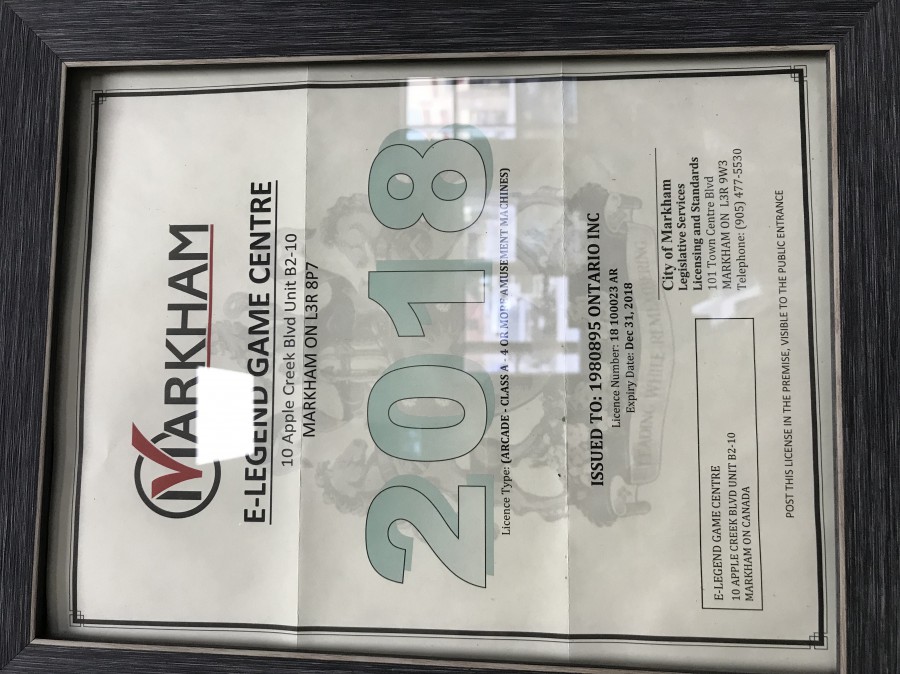 MARKHAM
E-LEGEND GAME CENTRE
10 Apple Creek Blvd Unit B2-10
MARKHAM ON L3R 8P7
2018
Licence Type: (ARCADE - CLASS A - 4 OR MORE AMUSEMENT MACHINES)
ISSUED TO: 1980895 ONTARIO INC
Licence Number: 18 100023 AR
Expiry Date: Dec 31, 2018
City of Markham
Legislative Services
Licensing and Standards
101 Town Centre Blvd
MARKHAM ON L3R 9W3
Telephone: (905) 477-5530
E-LEGEND GAME CENTRE
10 APPLE CREEK BLVD UNIT B2-10
MARKHAM ON CANADA
POST THIS LICENSE IN THE PREMISE, VISIBLE TO THE PUBLIC ENTRANCE
LEADING WHILE REMEMBERING